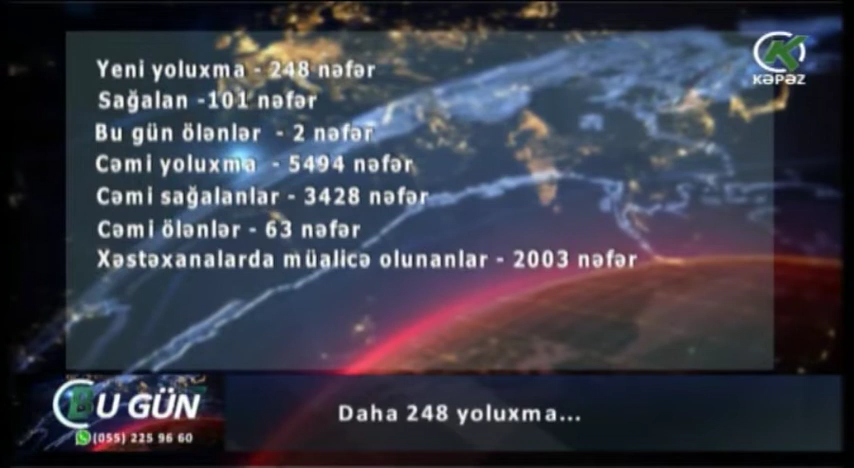 Yeni yoluxma - 248 nəfər
Sağalan -101 nəfər
Bu gün ölənlər - 2 nəfər
Cəmi yoluxma - 5494 nəfər
Cəmi sağalanlar - 3428 nəfər
Cəmi ölənlər - 63 nəfər
Xəstəxanalarda müalicə olunanlar - 2003 nəfər
KƏPƏZ
BU GÜN
(055) 225 96 60
Daha 248 yoluxma...